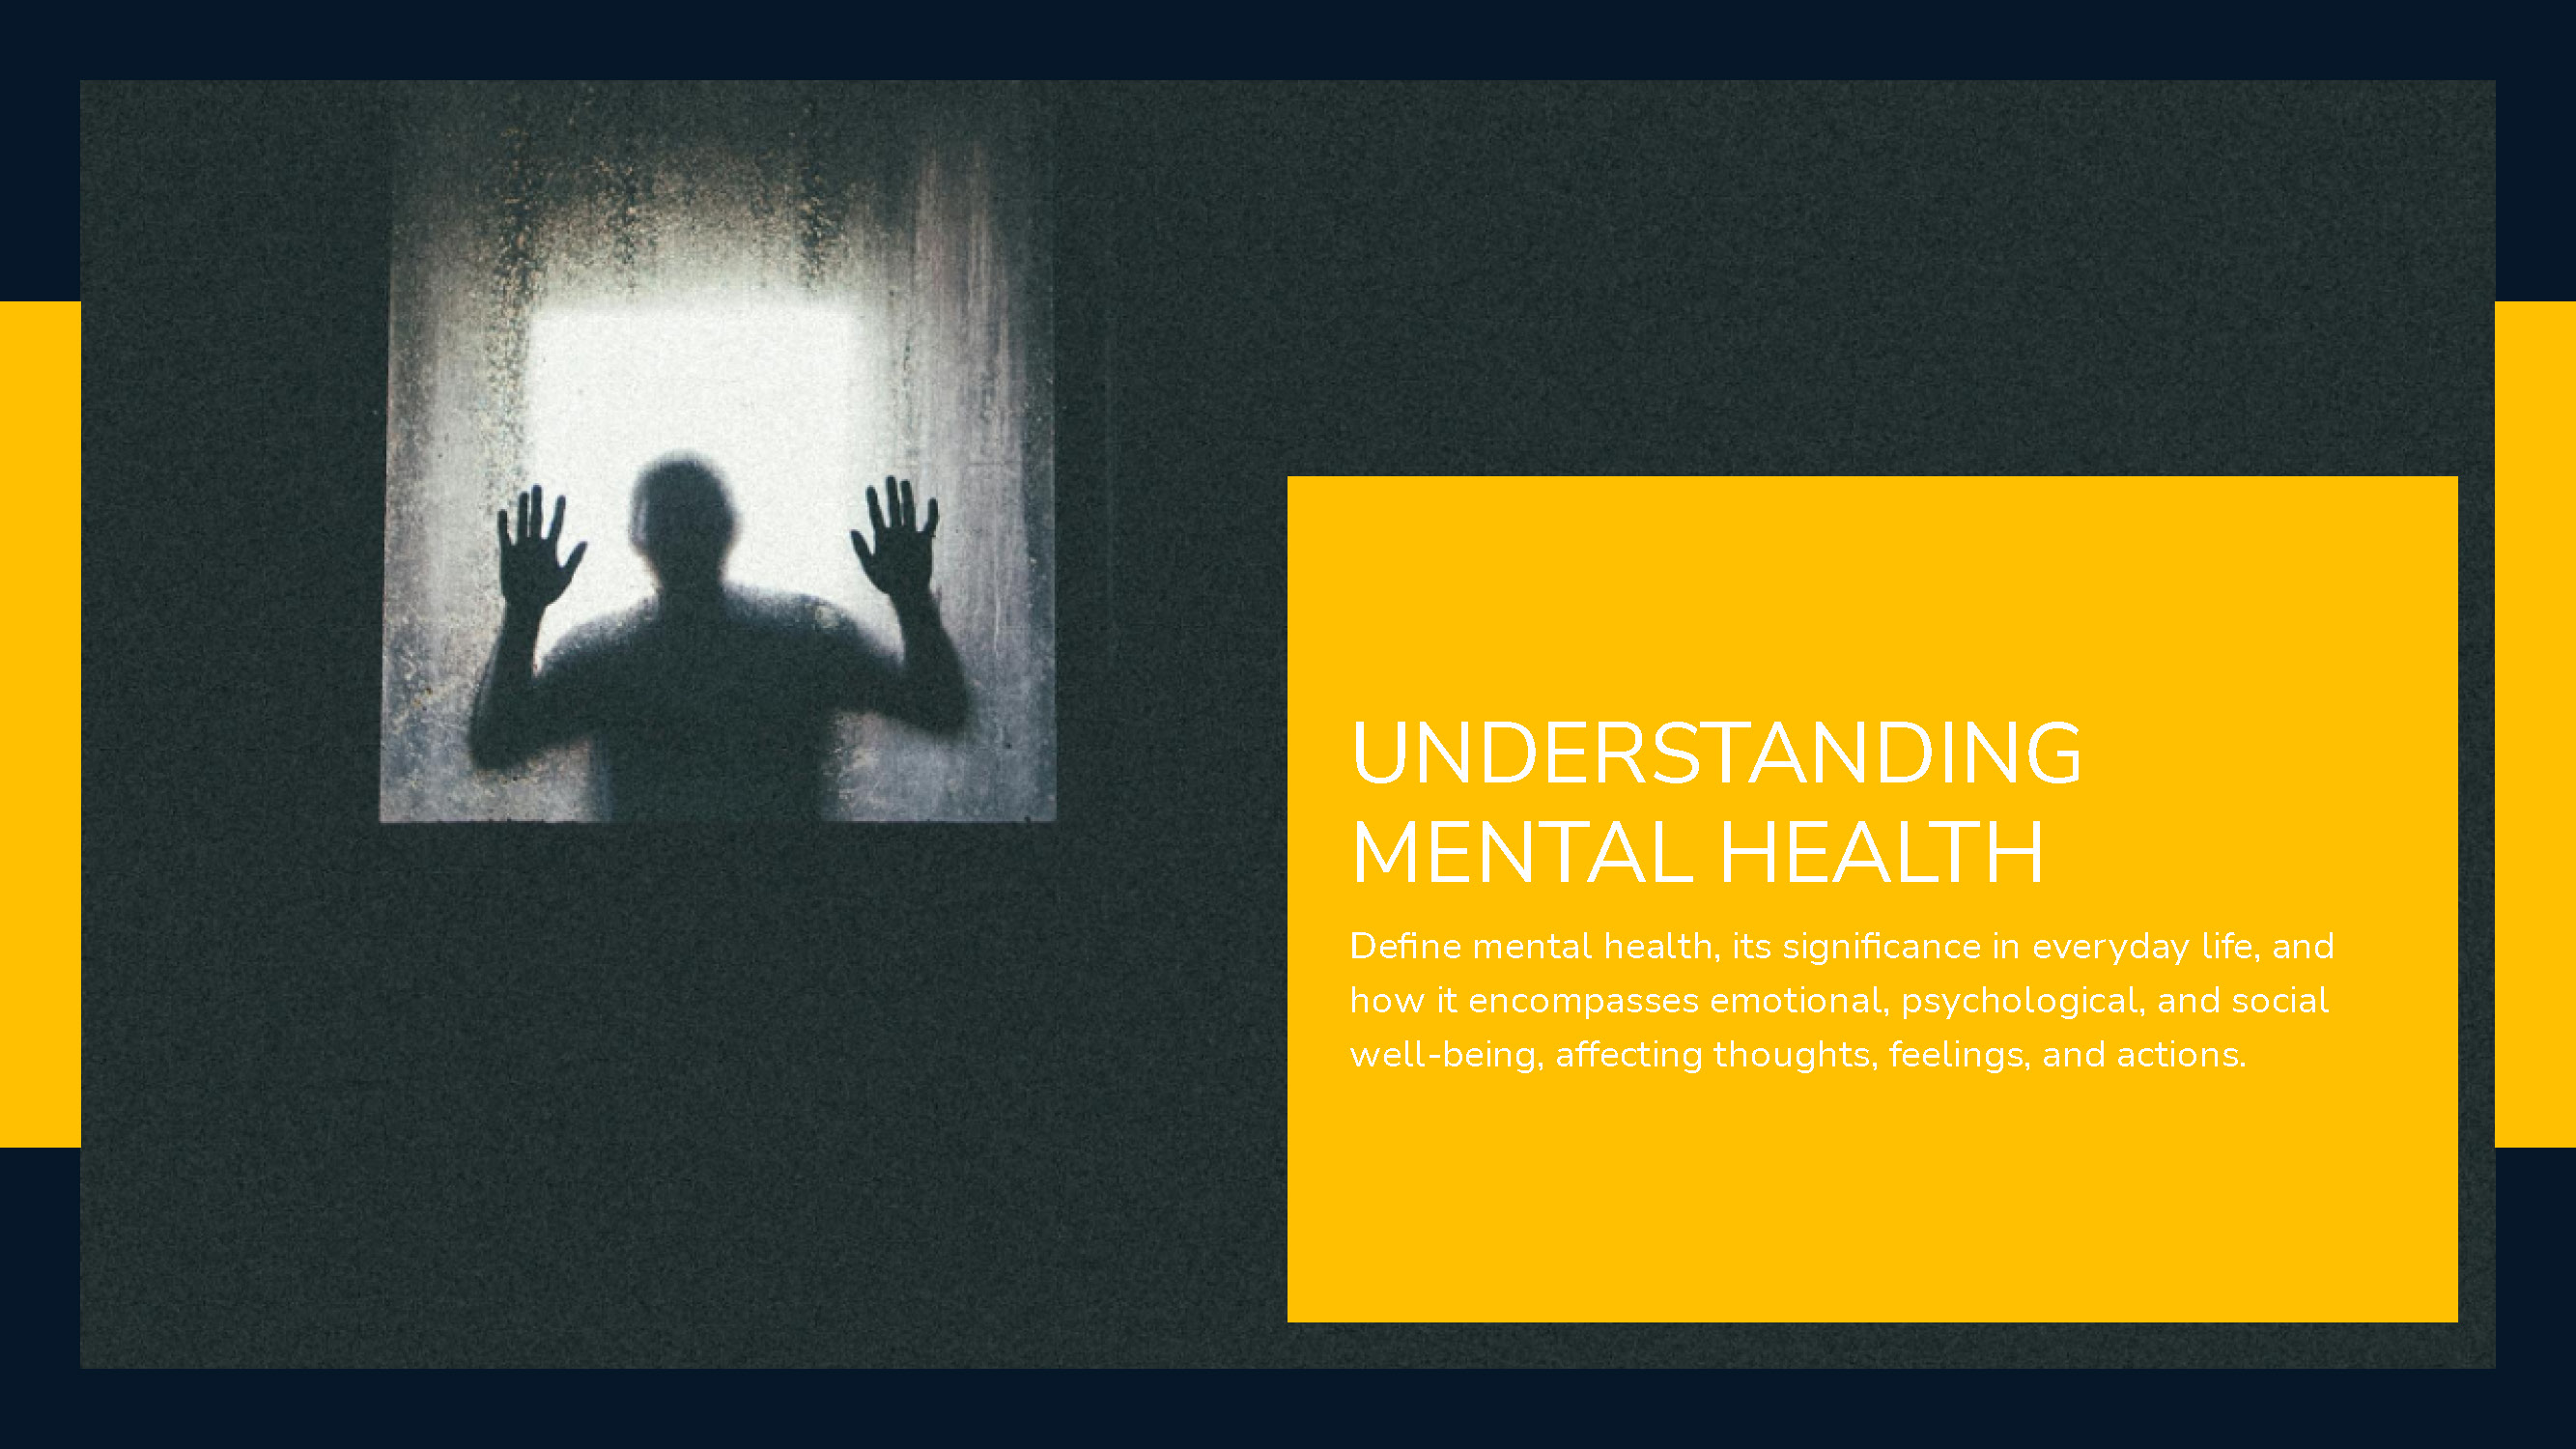 UNDERSTANDING
MENTAL HEALTH
Define mental health, its significance in everyday life, and
how it encompasses emotional, psychological, and social
well-being, affecting thoughts, feelings, and actions.